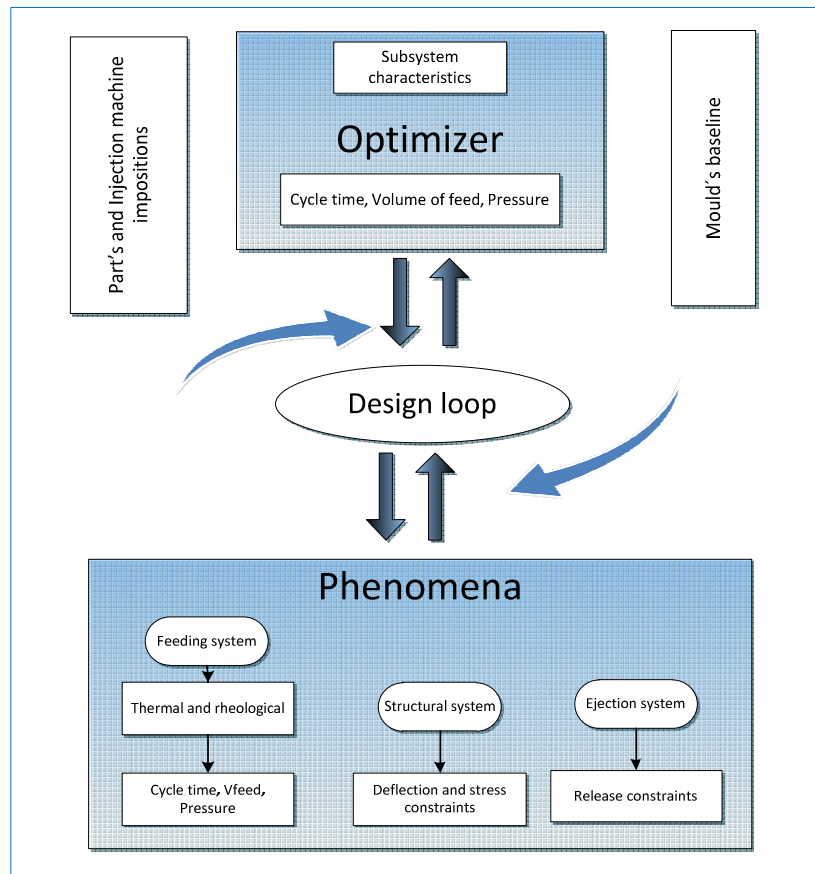 Part's and Injection machine
impositions
Subsystem
characteristics
Optimizer
Cycle time, Volume of feed, Pressure
Mould´s baseline
Design loop
Phenomena
Feeding system
Thermal and rheological
Cycle time, Vfeed,
Pressure
Structural system
Deflection and stress
constraints
Ejection system
Release constraints